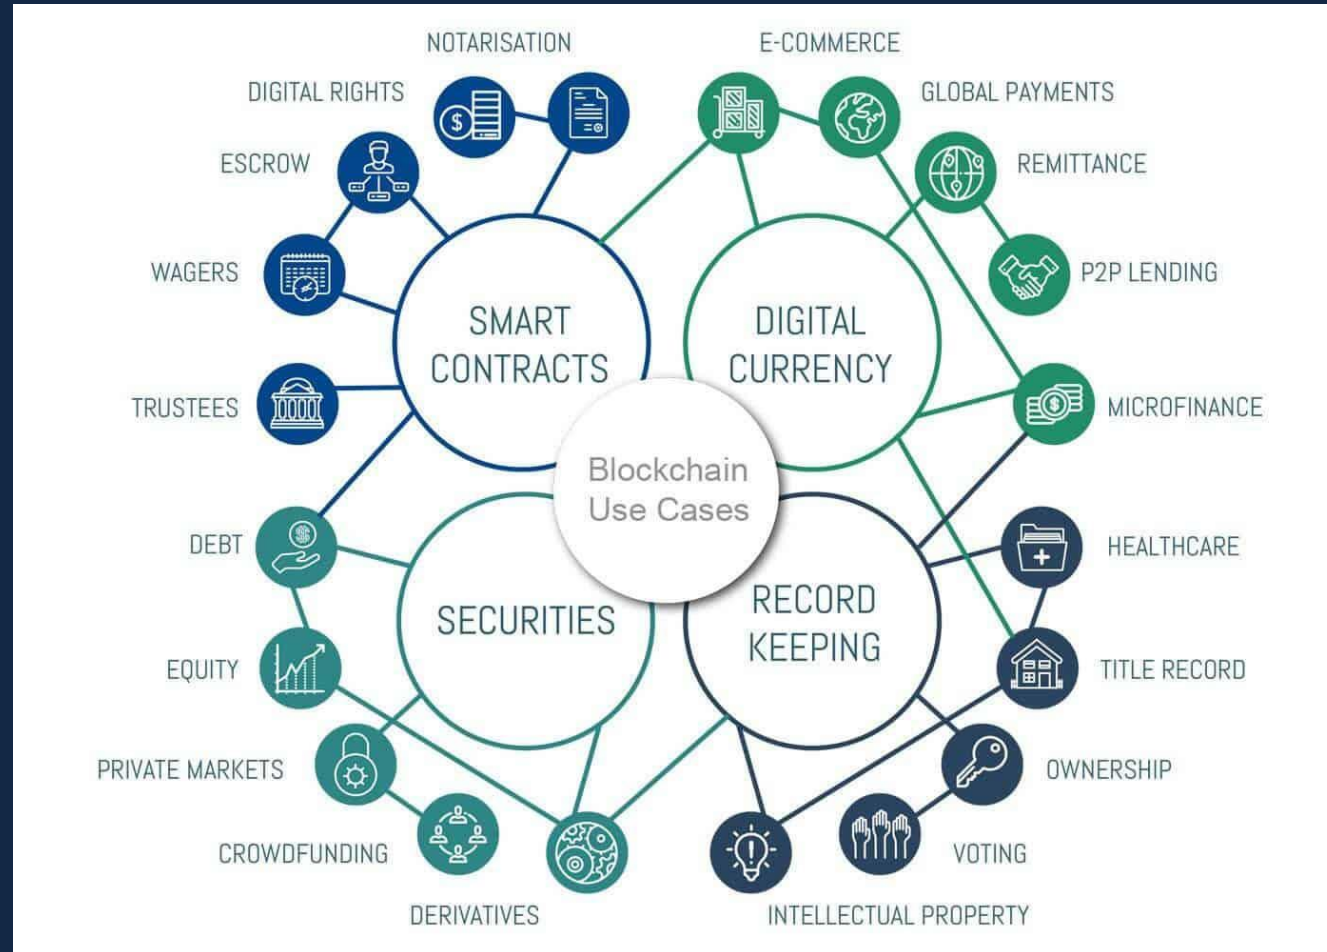 NOTARISATION
E-COMMERCE
DIGITAL RIGHTS
GLOBAL PAYMENTS
ESCROW
REMITTANCE
WAGERS
P2P LENDING
SMART
CONTRACTS
DIGITAL
CURRENCY
TRUSTEES
MICROFINANCE
Blockchain
Use Cases
DEBT
HEALTHCARE
SECURITIES
RECORD
KEEPING
EQUITY
TITLE RECORD
PRIVATE MARKETS
OWNERSHIP
CROWDFUNDING
VOTING
DERIVATIVES
INTELLECTUAL PROPERTY